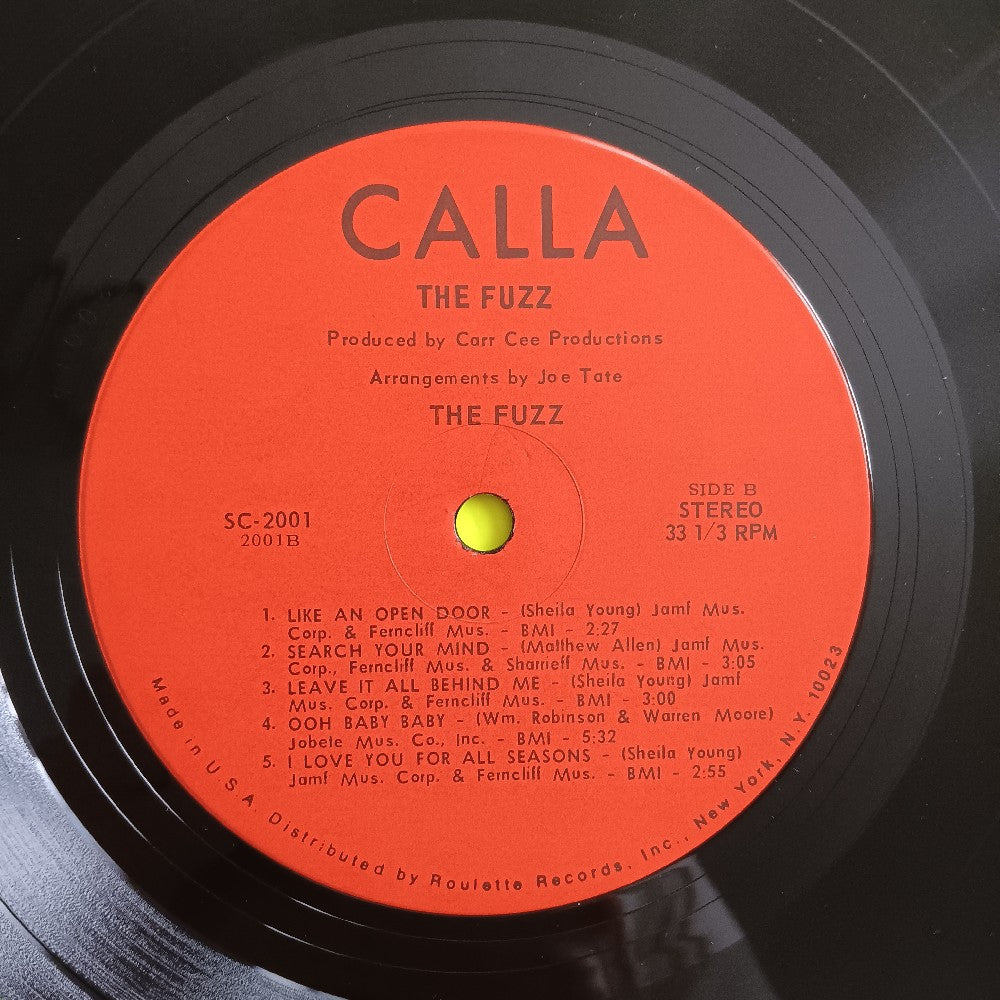 CALLA
THE FUZZ
Produced by Carr Cee Productions
Arrangements by Joe Tate
THE FUZZ
SC-2001
2001B
SIDE B
STEREO
33 1/3 RPM
1. LIKE AN OPEN DOOR - (Sheila Young) Jamf Mus.
Corp. & Ferncliff Mus. - BMI - 2:27
2. SEARCH YOUR MIND - (Matthew Allen) Jamf Mus.
Corp., Ferncliff Mus. & Sharrieff Mus. - BMI - 3:05
3. LEAVE IT ALL BEHIND ME - (Sheila Young) Jamf
Mus. Corp. & Ferncliff Mus. - BMI - 3:00
4. OOH BABY BABY - (Wm. Robinson & Warren Moore)
Jobete Mus. Co., Inc. - BMI - 5:32
5. I LOVE YOU FOR ALL SEASONS - (Sheila Young)
Jamf Mus. Corp. & Ferncliff Mus. - BMI - 2:55
Made in U.S.A. Distributed by Roulette Records, Inc., New York, N.Y. 10023